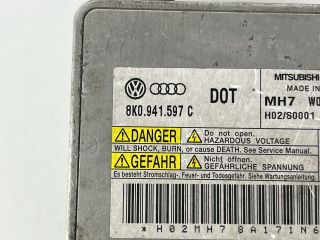 MITSUBISHI
MADE IN
8K0.941.597 C
DOT
MH7 W0
H02/S0001
DANGER
Do not open.
HAZARDOUS VOLTAGE
WILL SHOCK, BURN, or cause DEATH. See Service Manual.
GEFAHR
Nicht öffnen.
GEFÄHRLICHE SPANNUNG
Es besteht Stromschlag-, Feuer- und Todesgefahr. Siehe Wartungsanleitung.
*H02MH78A171N6